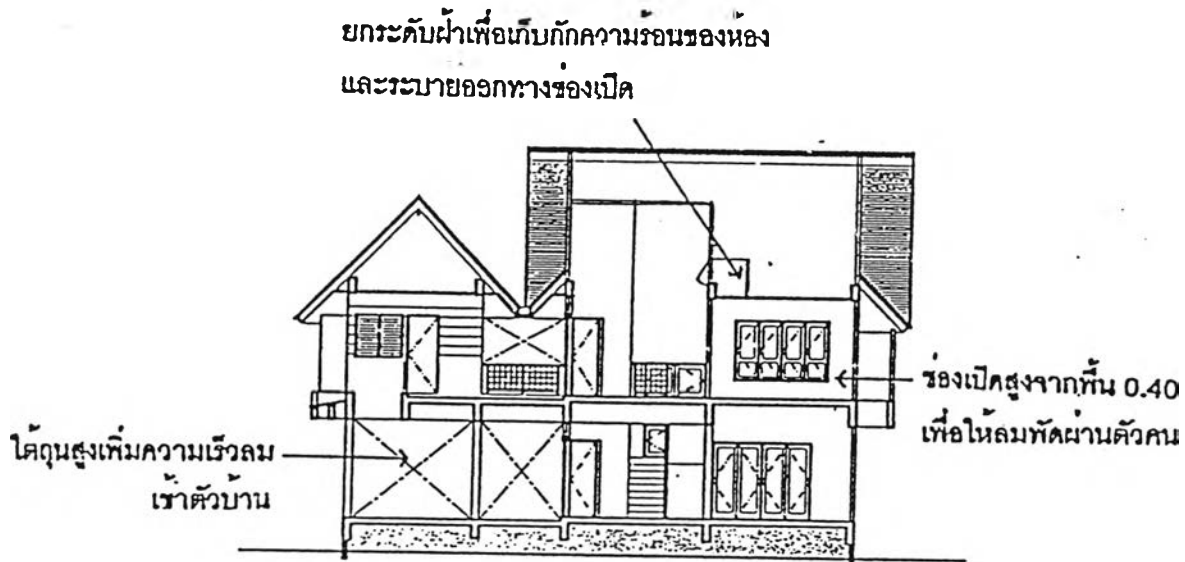 ยกระดับฝ้าเพื่อเก็บกักความร้อนของห้อง
และระบายออกทางช่องเปิด
ช่องเปิดสูงจากพื้น 0.40
เพื่อให้ลมพัดผ่านตัวคน
ใต้ถุนสูงเพิ่มความเร็วลม
เข้าตัวบ้าน